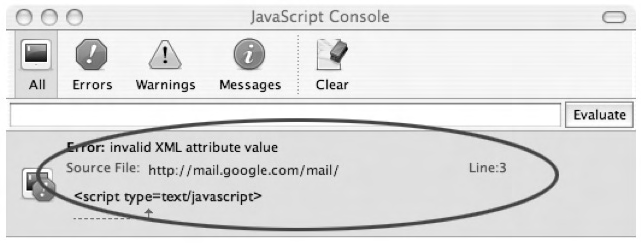 JavaScript Console
All Errors Warnings Messages Clear
Evaluate
Error: invalid XML attribute value
Source File: http://mail.google.com/mail/ Line:3
<script type=text/javascript>